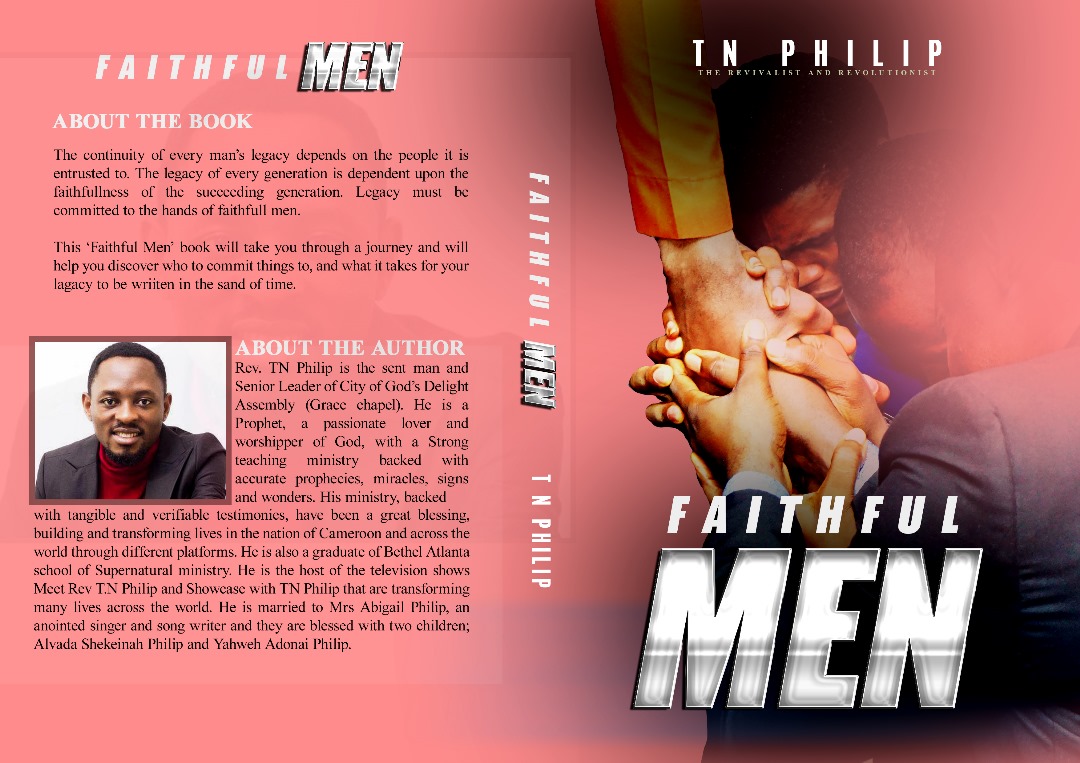 FAITHFUL MEN
ABOUT THE BOOK
The continuity of every man's legacy depends on the people it is
entrusted to. The legacy of every generation is dependent upon the
faithfullness of the succeeding generation. Legacy must be
committed to the hands of faithfull men.
This 'Faithful Men' book will take you through a journey and will
help you discover who to commit things to, and what it takes for your
lagacy to be wriiten in the sand of time.
ABOUT THE AUTHOR
Rev. TN Philip is the sent man and
Senior Leader of City of God's Delight
Assembly (Grace chapel). He is a
Prophet, a passionate lover and
worshipper of God, with a Strong
teaching ministry backed with
accurate prophecies, miracles, signs
and wonders. His ministry, backed
with tangible and verifiable testimonies, have been a great blessing,
building and transforming lives in the nation of Cameroon and across the
world through different platforms. He is also a graduate of Bethel Atlanta
school of Supernatural ministry. He is the host of the television shows
Meet Rev T.N Philip and Showcase with TN Philip that are transforming
many lives across the world. He is married to Mrs Abigail Philip, an
anointed singer and song writer and they are blessed with two children;
Alvada Shekeinah Philip and Yahweh Adonai Philip.
FAITHFUL MEN
TN PHILIP
TN PHILIP
THE REVIVALIST AND REVOLUTIONIST
FAITHFUL
MEN